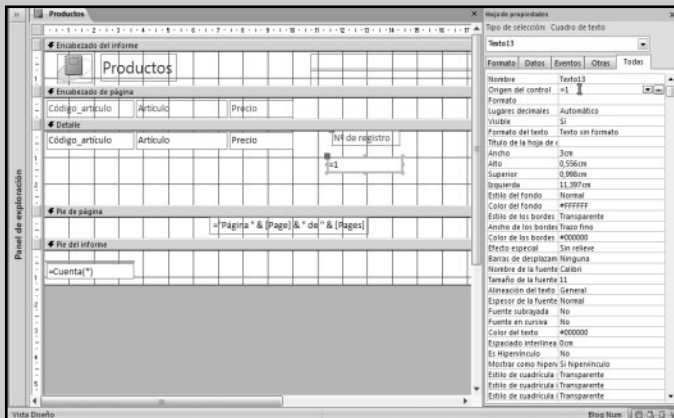 Productos
Encabezado del informe
Productos
Encabezado de página
Código_artículo Artículo Precio
Detalle
Código_artículo Artículo Precio
Nº de registro
=1
Pie de página
="Página " & [Page] & " de " & [Pages]
Pie del informe
=Cuenta(*)
Panel de exploración
Hoja de propiedades
Tipo de selección: Cuadro de texto
Texto13
Formato Datos Eventos Otras Todas
Nombre Texto13
Origen del control =1
Formato
Lugares decimales Automático
Visible Sí
Formato del texto Texto sin formato
Título de la hoja de
Ancho 3cm
Alto 0,556cm
Superior 0,998cm
Izquierda 11,397cm
Estilo del fondo Normal
Color del fondo #FFFFFF
Estilo de los bordes Transparente
Ancho de los bordes Trazo fino
Color de los bordes #000000
Efecto especial Sin relieve
Barras de desplazam Ninguna
Nombre de la fuente Calibri
Tamaño de la fuente 11
Alineación del texto General
Espesor de la fuente Normal
Fuente subrayada No
Fuente en cursiva No
Color del texto #000000
Espaciado interlinea 0cm
Es Hipervínculo No
Mostrar como hiperv Si hipervínculo
Estilo de cuadrícula Transparente
Estilo de cuadrícula Transparente
Estilo de cuadrícula Transparente
Vista Diseño
Bloq Num